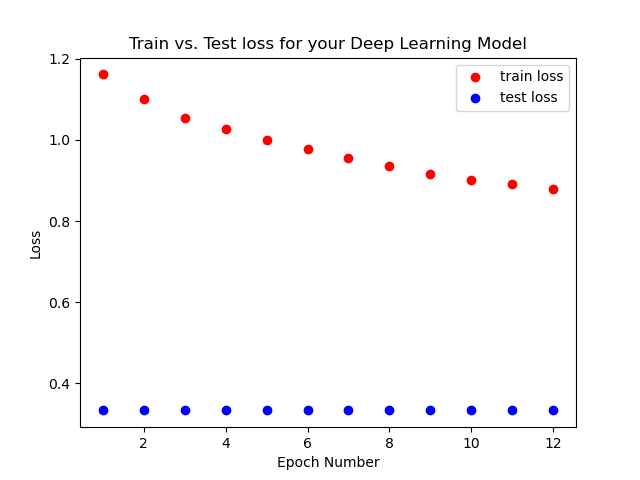 Train vs. Test loss for your Deep Learning Model
1.2
train loss
test loss
1.0
0.8
Loss
0.6
0.4
2 4 6 8 10 12
Epoch Number